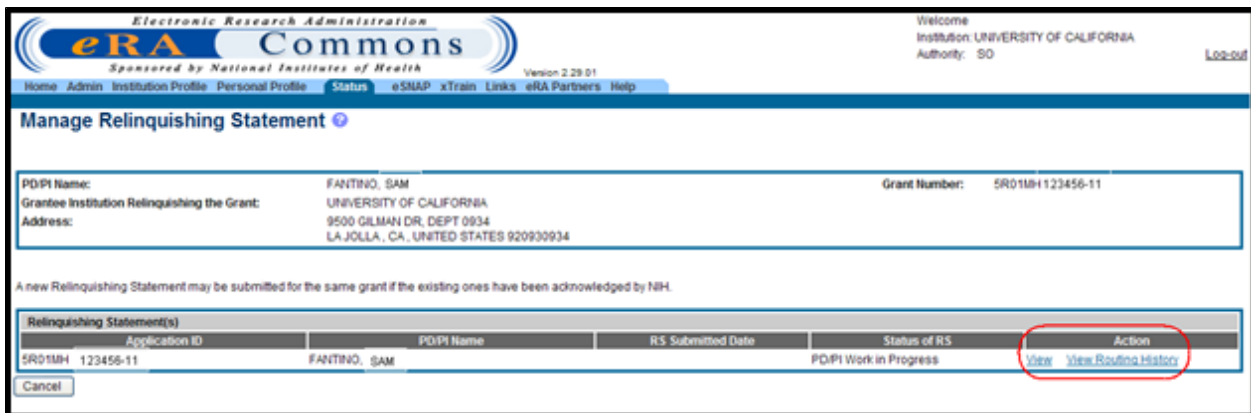 Electronic Research Administration
eRA Commons
Sponsored by National Institutes of Health
Version 2.29.01
Welcome
Institution: UNIVERSITY OF CALIFORNIA
Authority: SO
Log-out
Home Admin Institution Profile Personal Profile Status eSNAP xTrain Links eRA Partners Help
Manage Relinquishing Statement ?
PD/PI Name: FANTINO, SAM Grant Number: 5R01MH123456-11
Grantee Institution Relinquishing the Grant: UNIVERSITY OF CALIFORNIA
Address: 9500 GILMAN DR, DEPT 0934
LA JOLLA , CA , UNITED STATES 920930934
A new Relinquishing Statement may be submitted for the same grant if the existing ones have been acknowledged by NIH.
Relinquishing Statement(s)
Application ID PD/PI Name RS Submitted Date Status of RS Action
5R01MH 123456-11 FANTINO, SAM PD/PI Work in Progress View View Routing History
Cancel